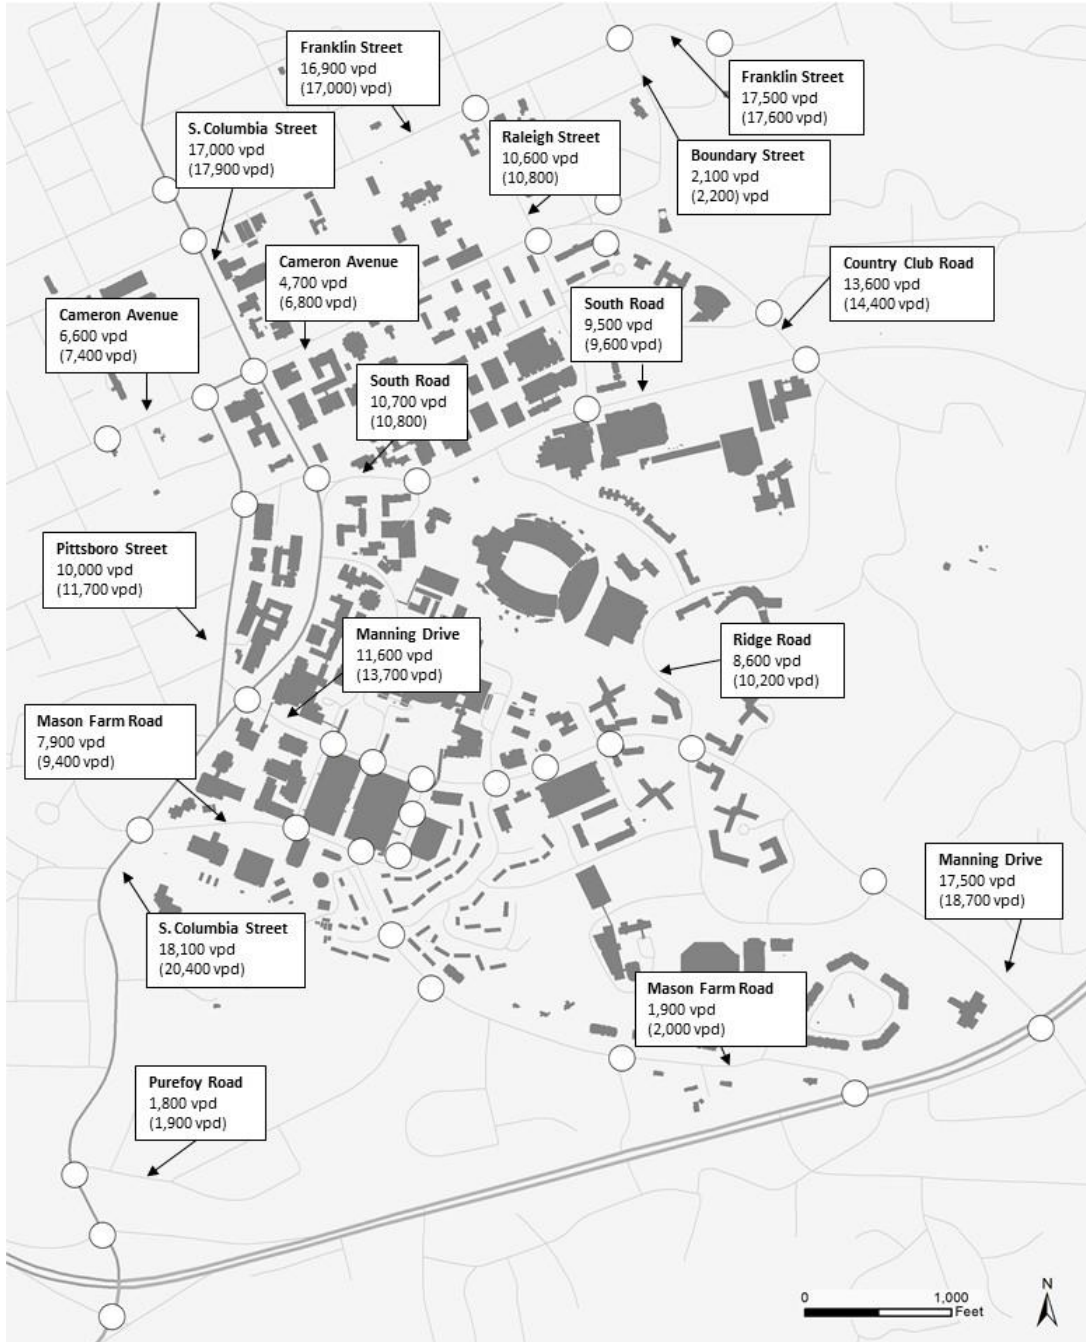 Franklin Street
16,900 vpd
(17,000) vpd)
Franklin Street
17,500 vpd
(17,600 vpd)
S. Columbia Street
17,000 vpd
(17,900 vpd)
Raleigh Street
10,600 vpd
(10,800)
Boundary Street
2,100 vpd
(2,200) vpd
Cameron Avenue
4,700 vpd
(6,800 vpd)
Country Club Road
13,600 vpd
(14,400 vpd)
Cameron Avenue
6,600 vpd
(7,400 vpd)
South Road
9,500 vpd
(9,600 vpd)
South Road
10,700 vpd
(10,800)
Pittsboro Street
10,000 vpd
(11,700 vpd)
Manning Drive
11,600 vpd
(13,700 vpd)
Ridge Road
8,600 vpd
(10,200 vpd)
Mason Farm Road
7,900 vpd
(9,400 vpd)
Manning Drive
17,500 vpd
(18,700 vpd)
S. Columbia Street
18,100 vpd
(20,400 vpd)
Mason Farm Road
1,900 vpd
(2,000 vpd)
Purefoy Road
1,800 vpd
(1,900 vpd)
N
0 1,000
Feet